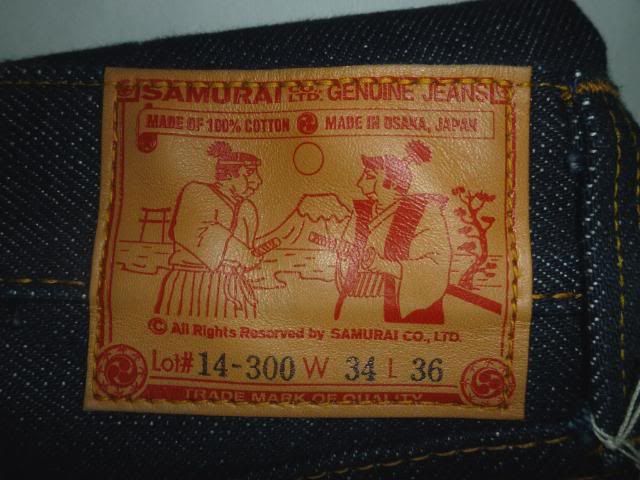 SAMURAI CO. LTD. GENUINE JEANS
MADE OF 100% COTTON MADE IN OSAKA, JAPAN
© All Rights Reserved by SAMURAI CO., LTD.
Lot# 14-300 W 34 L 36
TRADE MARK OF QUALITY